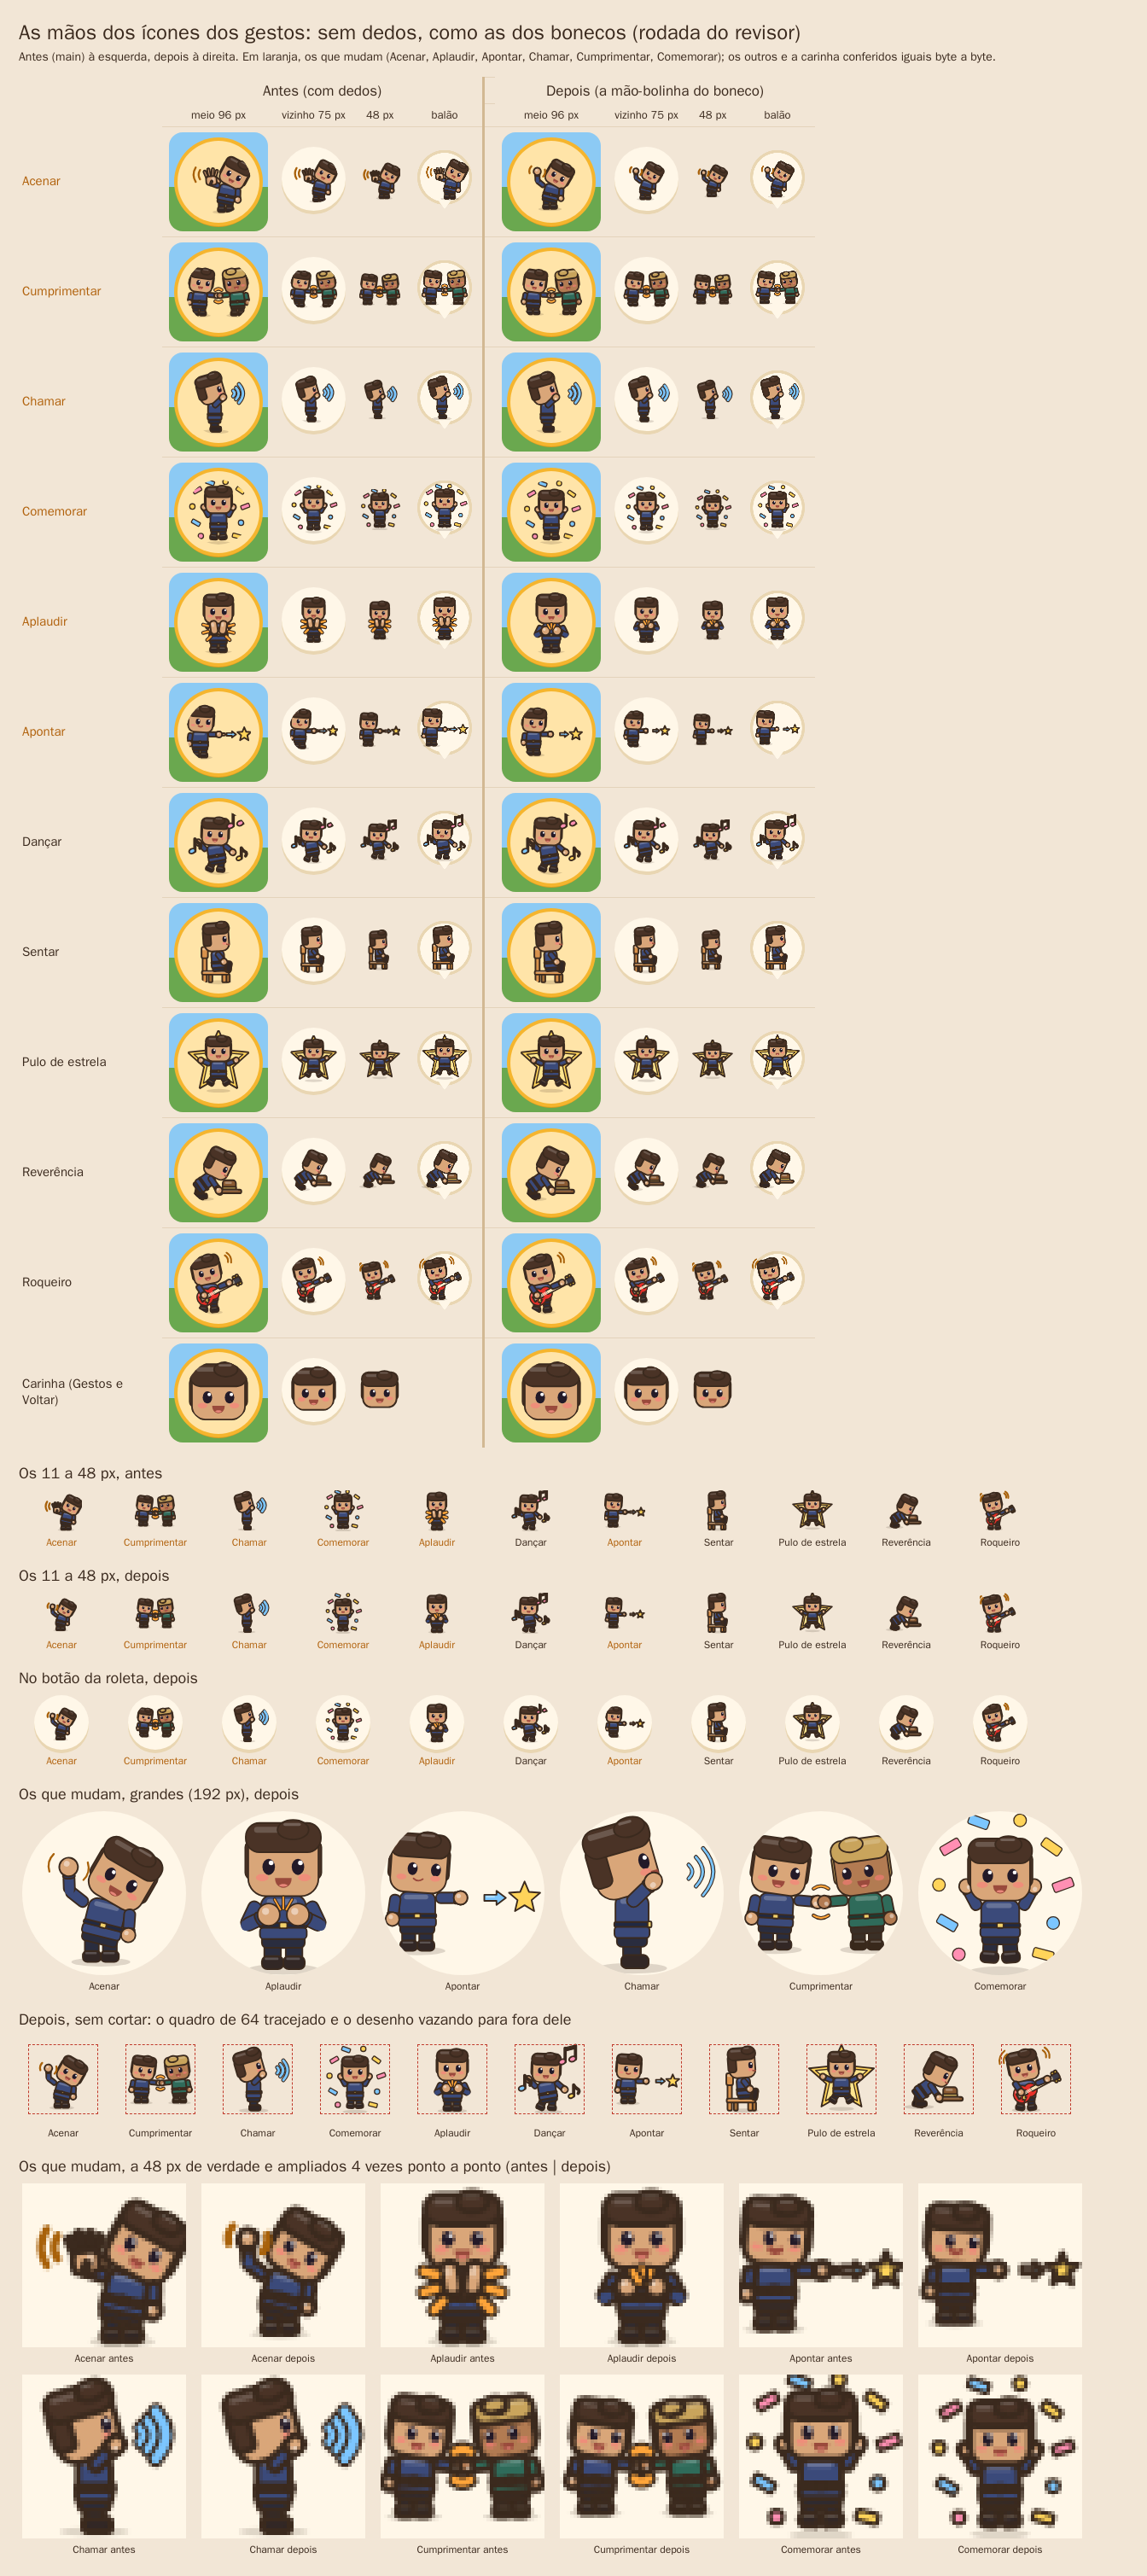 As mãos dos ícones dos gestos: sem dedos, como as dos bonecos (rodada do revisor)
Antes (main) à esquerda, depois à direita. Em laranja, os que mudam (Acenar, Aplaudir, Apontar, Chamar, Cumprimentar, Comemorar); os outros e a carinha conferidos iguais byte a byte.
Antes (com dedos) Depois (a mão-bolinha do boneco)
meio 96 px vizinho 75 px 48 px balão meio 96 px vizinho 75 px 48 px balão
Acenar
Cumprimentar
Chamar
Comemorar
Aplaudir
Apontar
Dançar
Sentar
Pulo de estrela
Reverência
Roqueiro
Carinha (Gestos e
Voltar)
Os 11 a 48 px, antes
Acenar Cumprimentar Chamar Comemorar Aplaudir Dançar Apontar Sentar Pulo de estrela Reverência Roqueiro
Os 11 a 48 px, depois
Acenar Cumprimentar Chamar Comemorar Aplaudir Dançar Apontar Sentar Pulo de estrela Reverência Roqueiro
No botão da roleta, depois
Acenar Cumprimentar Chamar Comemorar Aplaudir Dançar Apontar Sentar Pulo de estrela Reverência Roqueiro
Os que mudam, grandes (192 px), depois
Acenar Aplaudir Apontar Chamar Cumprimentar Comemorar
Depois, sem cortar: o quadro de 64 tracejado e o desenho vazando para fora dele
Acenar Cumprimentar Chamar Comemorar Aplaudir Dançar Apontar Sentar Pulo de estrela Reverência Roqueiro
Os que mudam, a 48 px de verdade e ampliados 4 vezes ponto a ponto (antes | depois)
Acenar antes Acenar depois Aplaudir antes Aplaudir depois Apontar antes Apontar depois
Chamar antes Chamar depois Cumprimentar antes Cumprimentar depois Comemorar antes Comemorar depois